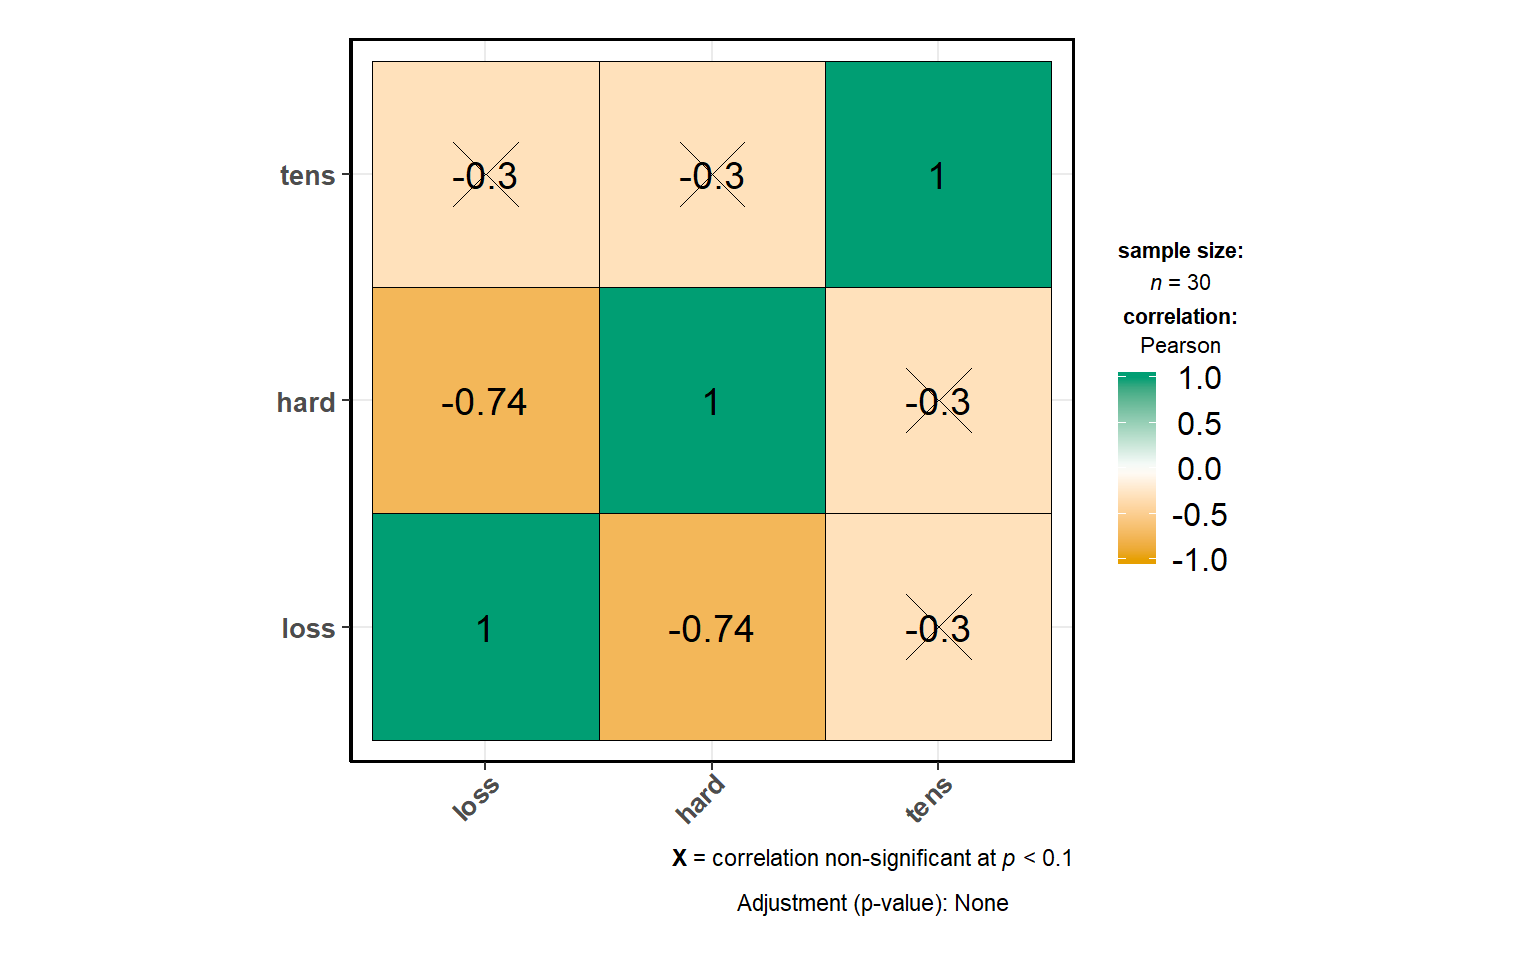 tens -0.3 -0.3 1
hard -0.74 1 -0.3
loss 1 -0.74 -0.3
loss hard tens
sample size:
n = 30
correlation:
Pearson
1.0
0.5
0.0
-0.5
-1.0
X = correlation non-significant at p < 0.1
Adjustment (p-value): None